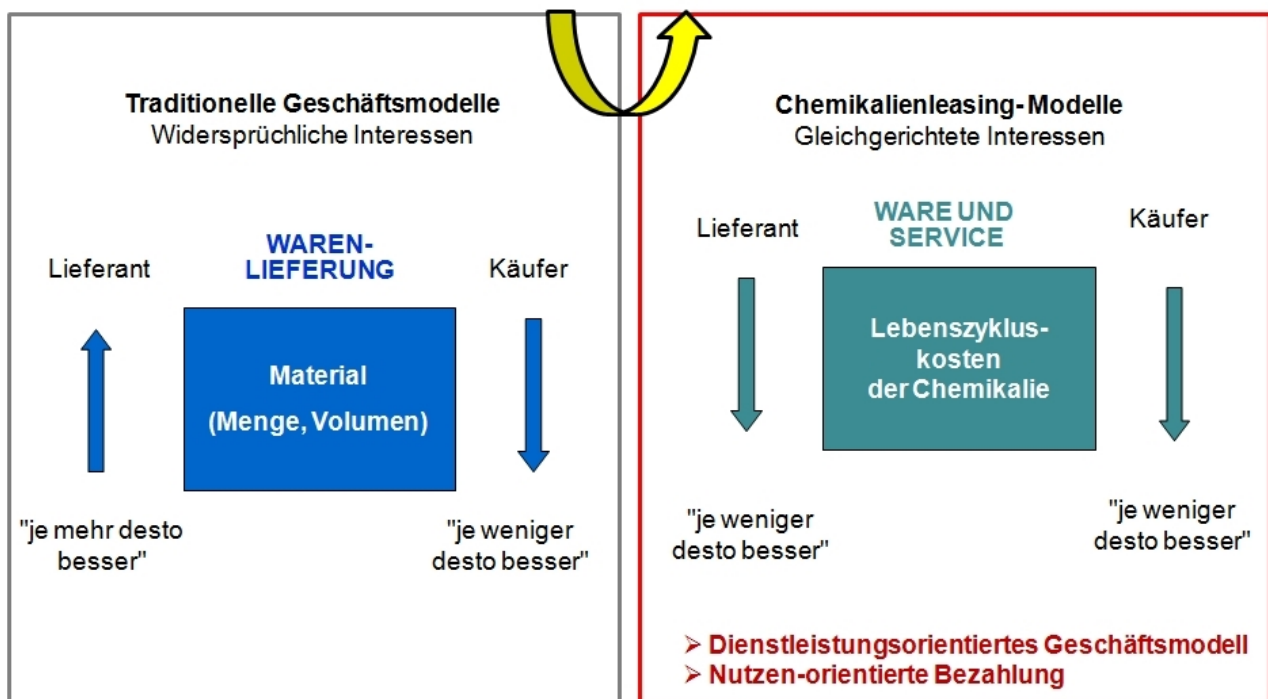 Traditionelle Geschäftsmodelle
Widersprüchliche Interessen
Lieferant
WAREN-
LIEFERUNG
Käufer
Material
(Menge, Volumen)
"je mehr desto
besser"
"je weniger
desto besser"
Chemikalienleasing-Modelle
Gleichgerichtete Interessen
Lieferant
WARE UND
SERVICE
Käufer
Lebenszyklus-
kosten
der Chemikalie
"je weniger
desto besser"
"je weniger
desto besser"
➢ Dienstleistungsorientiertes Geschäftsmodell
➢ Nutzen-orientierte Bezahlung